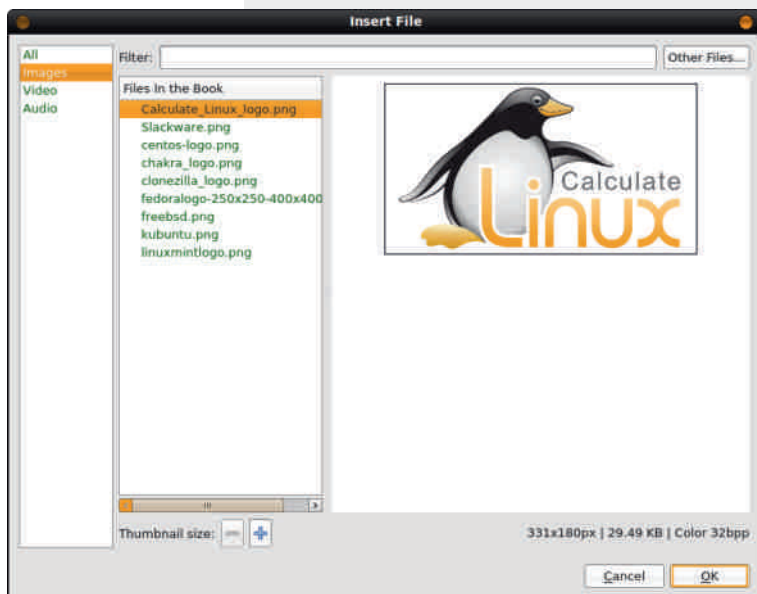 Insert File
All
Images
Video
Audio
Filter:
Other Files...
Files In the Book
Calculate_Linux_logo.png
Slackware.png
centos-logo.png
chakra_logo.png
clonezilla_logo.png
fedoralogo-250x250-400x400
freebsd.png
kubuntu.png
linuxmintlogo.png
Calculate
Linux
Thumbnail size:
331x180px | 29.49 KB | Color 32bpp
Cancel
OK